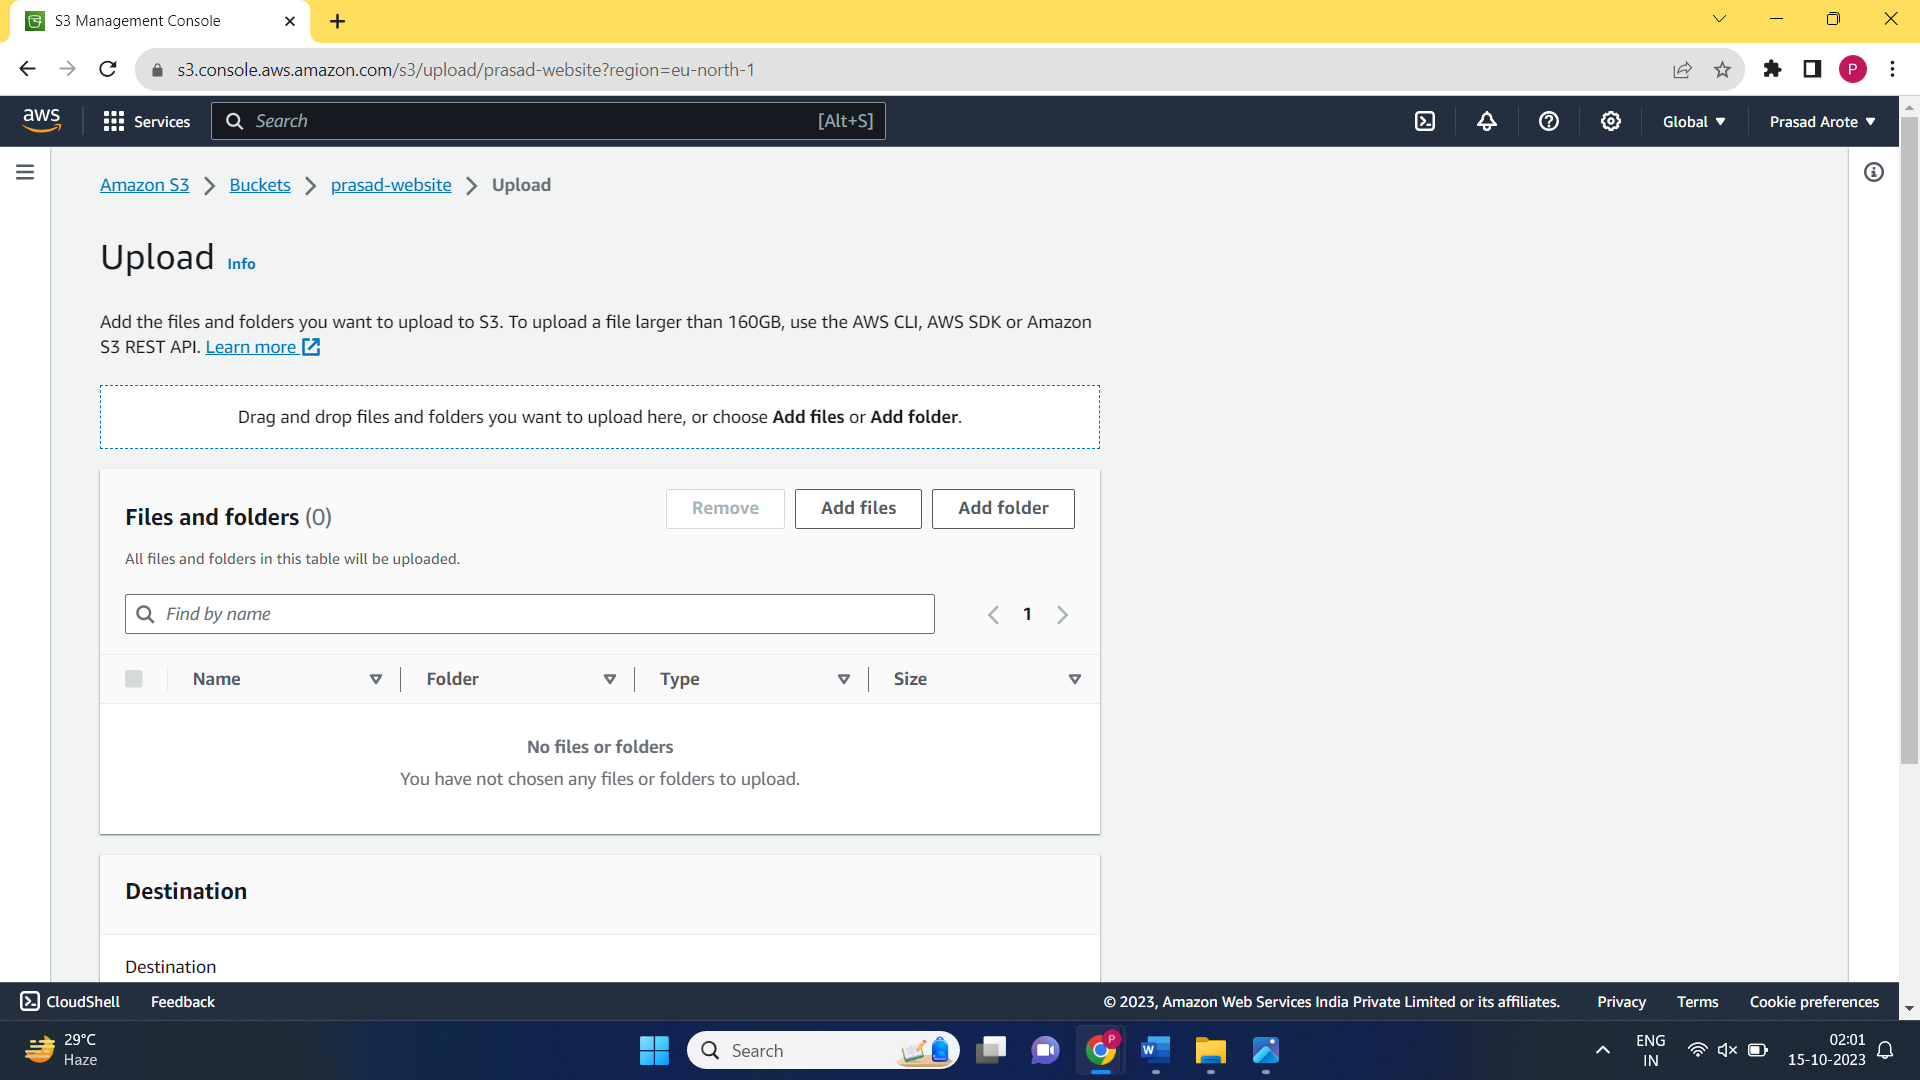 S3 Management Console
s3.console.aws.amazon.com/s3/upload/prasad-website?region=eu-north-1
P
aws
Services
Search
[Alt+S]
Global
Prasad Arote
Amazon S3
Buckets
prasad-website
Upload
Upload
Info
Add the files and folders you want to upload to S3. To upload a file larger than 160GB, use the AWS CLI, AWS SDK or Amazon
S3 REST API. Learn more
Drag and drop files and folders you want to upload here, or choose Add files or Add folder.
Files and folders (0)
Remove
Add files
Add folder
All files and folders in this table will be uploaded.
Find by name
1
Name
Folder
Type
Size
No files or folders
You have not chosen any files or folders to upload.
Destination
Destination
CloudShell
Feedback
© 2023, Amazon Web Services India Private Limited or its affiliates.
Privacy
Terms
Cookie preferences
29°C
Haze
Search
P
W
ENG
IN
02:01
15-10-2023